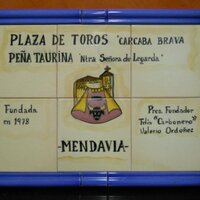 PLAZA DE TOROS "CARCABA BRAVA
PEÑA TAURINA "Ntra Señora de Legarda"
Fundada
en 1978
Pres. Fundador
Felix "Carbonero"
Valerio Ordoñez
-MENDAVIA-